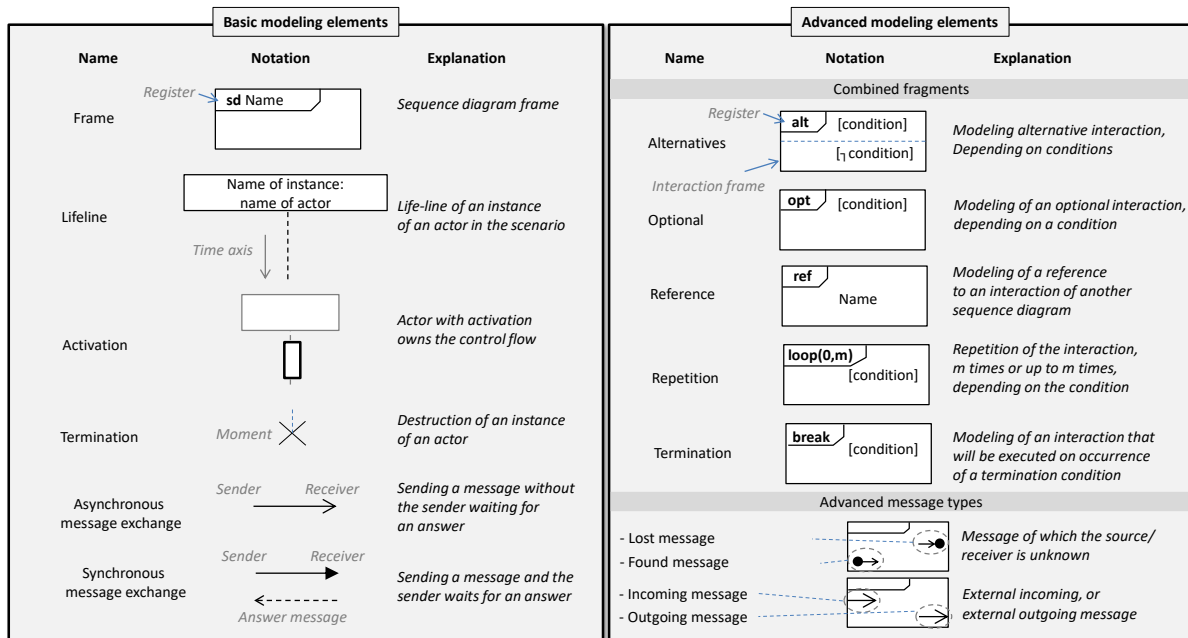 Basic modeling elements
Name Notation Explanation
Register
sd Name
Frame
Sequence diagram frame
Name of instance:
name of actor
Lifeline
Life-line of an instance
of an actor in the scenario
Time axis
Activation
Actor with activation
owns the control flow
Termination
Moment
Destruction of an instance
of an actor
Asynchronous
message exchange
Sender Receiver
Sending a message without
the sender waiting for
an answer
Synchronous
message exchange
Sender Receiver
Answer message
Sending a message and the
sender waits for an answer
Advanced modeling elements
Name Notation Explanation
Combined fragments
Register
Alternatives
alt [condition]
[┐condition]
Interaction frame
Modeling alternative interaction,
Depending on conditions
Optional
opt [condition]
Modeling of an optional interaction,
depending on a condition
Reference
ref
Name
Modeling of a reference
to an interaction of another
sequence diagram
Repetition
loop(0,m)
[condition]
Repetition of the interaction,
m times or up to m times,
depending on the condition
Termination
break
[condition]
Modeling of an interaction that
will be executed on occurrence
of a termination condition
Advanced message types
- Lost message
- Found message
Message of which the source/
receiver is unknown
- Incoming message
- Outgoing message
External incoming, or
external outgoing message